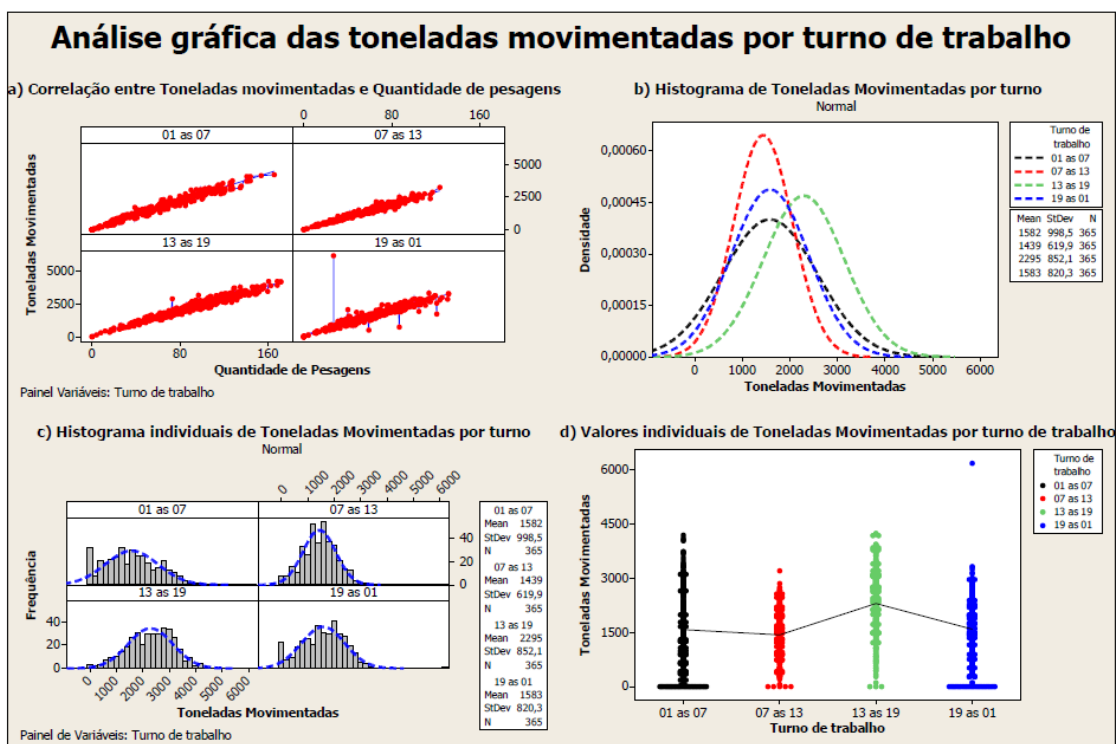 Análise gráfica das toneladas movimentadas por turno de trabalho
a) Correlação entre Toneladas movimentadas e Quantidade de pesagens
0 80 160
01 as 07 07 as 13
5000
2500
0
13 as 19 19 as 01
5000
2500
0
0 80 160
Toneladas Movimentadas
Quantidade de Pesagens
Painel Variáveis: Turno de trabalho
b) Histograma de Toneladas Movimentadas por turno
Normal
0,00060
0,00045
0,00030
0,00015
0,00000
Densidade
0 1000 2000 3000 4000 5000 6000
Toneladas Movimentadas
Turno de
trabalho
01 as 07
07 as 13
13 as 19
19 as 01
Mean StDev N
1582 998,5 365
1439 619,9 365
2295 852,1 365
1583 820,3 365
c) Histograma individuais de Toneladas Movimentadas por turno
Normal
0 1000 2000 3000 4000 5000 6000
01 as 07 07 as 13
40
20
0
13 as 19 19 as 01
40
20
0
0 1000 2000 3000 4000 5000 6000
Frequência
Toneladas Movimentadas
Painel de Variáveis: Turno de trabalho
01 as 07
Mean 1582
StDev 998,5
N 365
07 as 13
Mean 1439
StDev 619,9
N 365
13 as 19
Mean 2295
StDev 852,1
N 365
19 as 01
Mean 1583
StDev 820,3
N 365
d) Valores individuais de Toneladas Movimentadas por turno de trabalho
6000
4500
3000
1500
0
Toneladas Movimentadas
01 as 07 07 as 13 13 as 19 19 as 01
Turno de trabalho
Turno de
trabalho
01 as 07
07 as 13
13 as 19
19 as 01